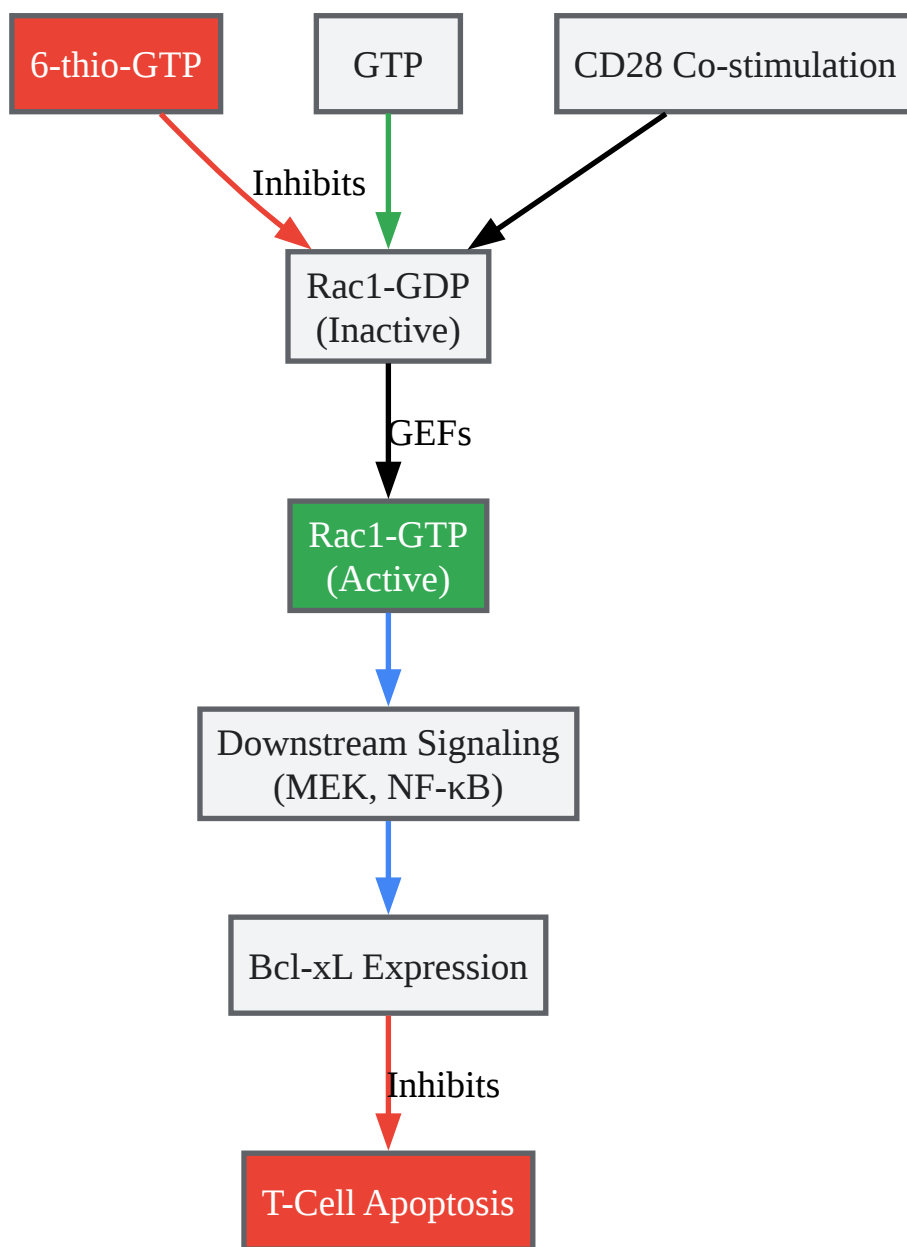 6-thio-GTP
GTP
CD28 Co-stimulation
Inhibits
Rac1-GDP
(Inactive)
GEFs
Rac1-GTP
(Active)
Downstream Signaling
(MEK, NF-κB)
Bcl-xL Expression
Inhibits
T-Cell Apoptosis